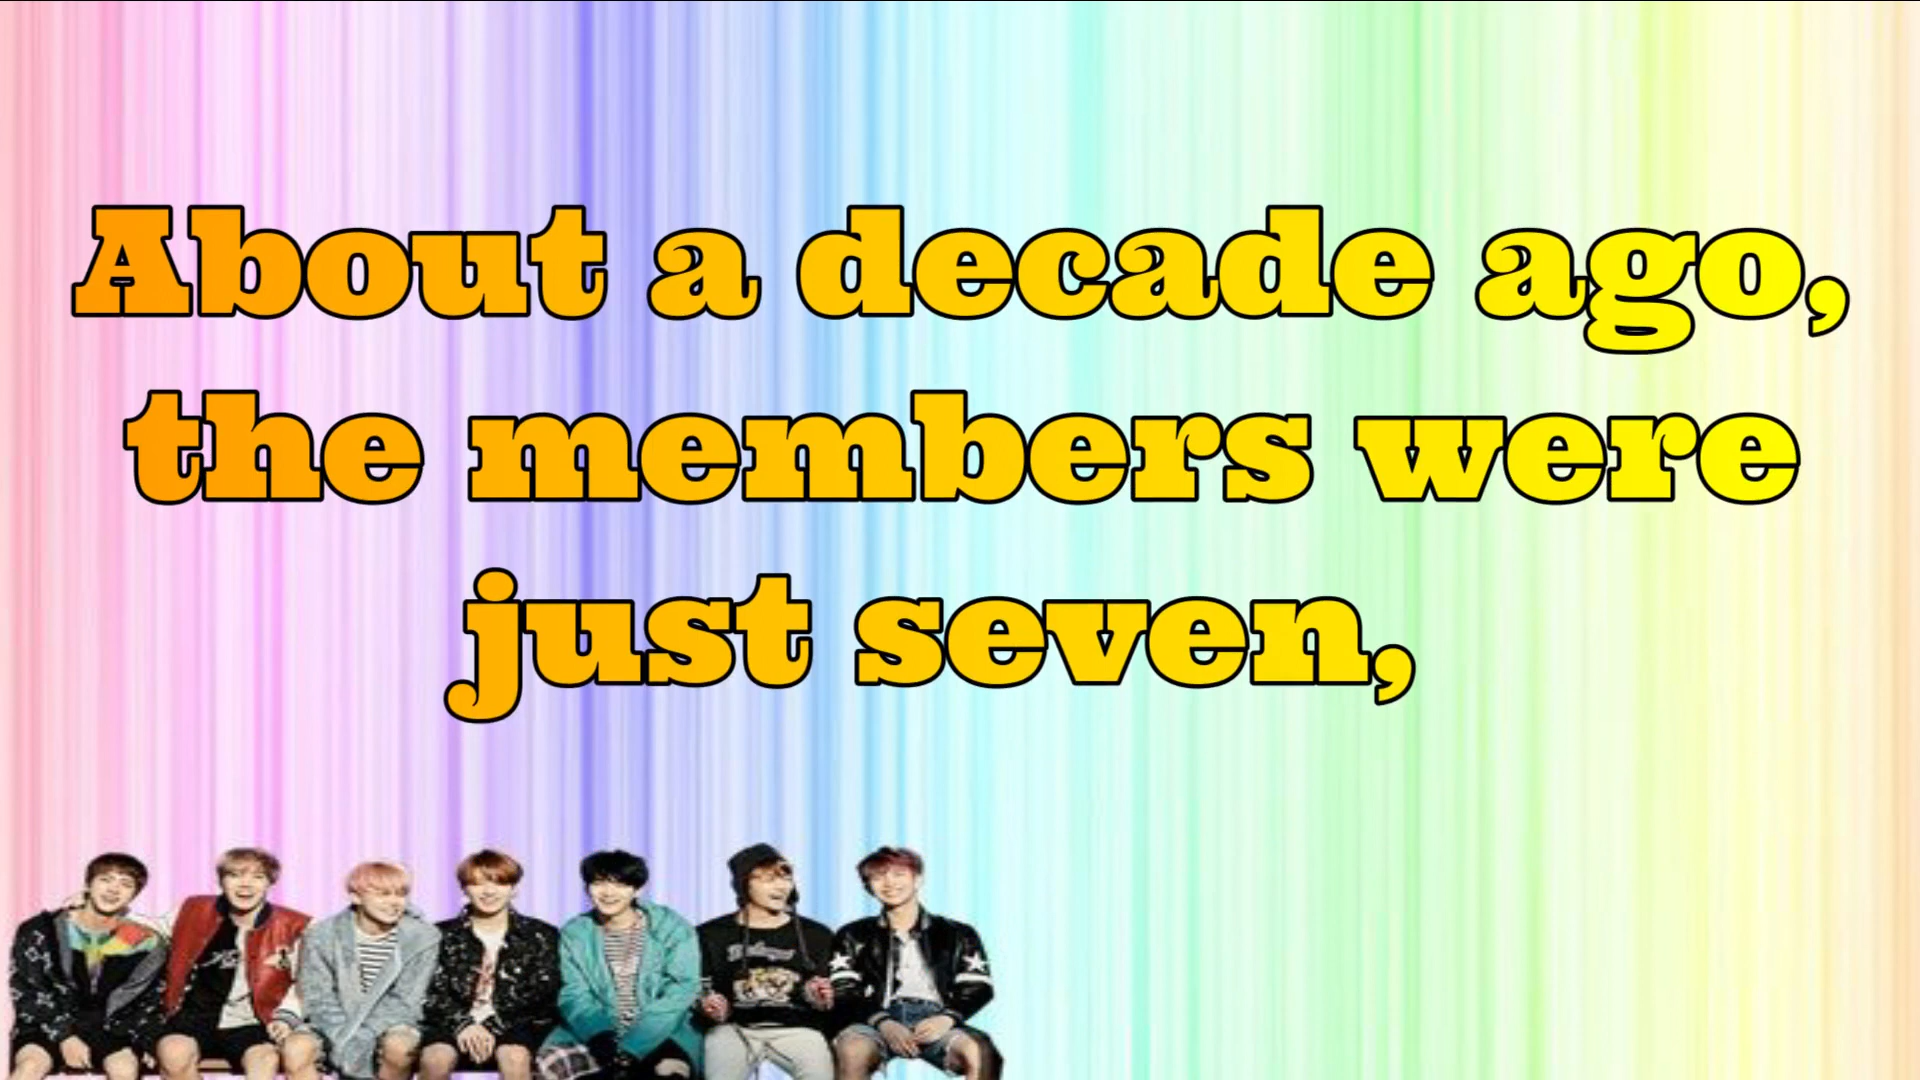 About a decade ago,
the members were
just seven,